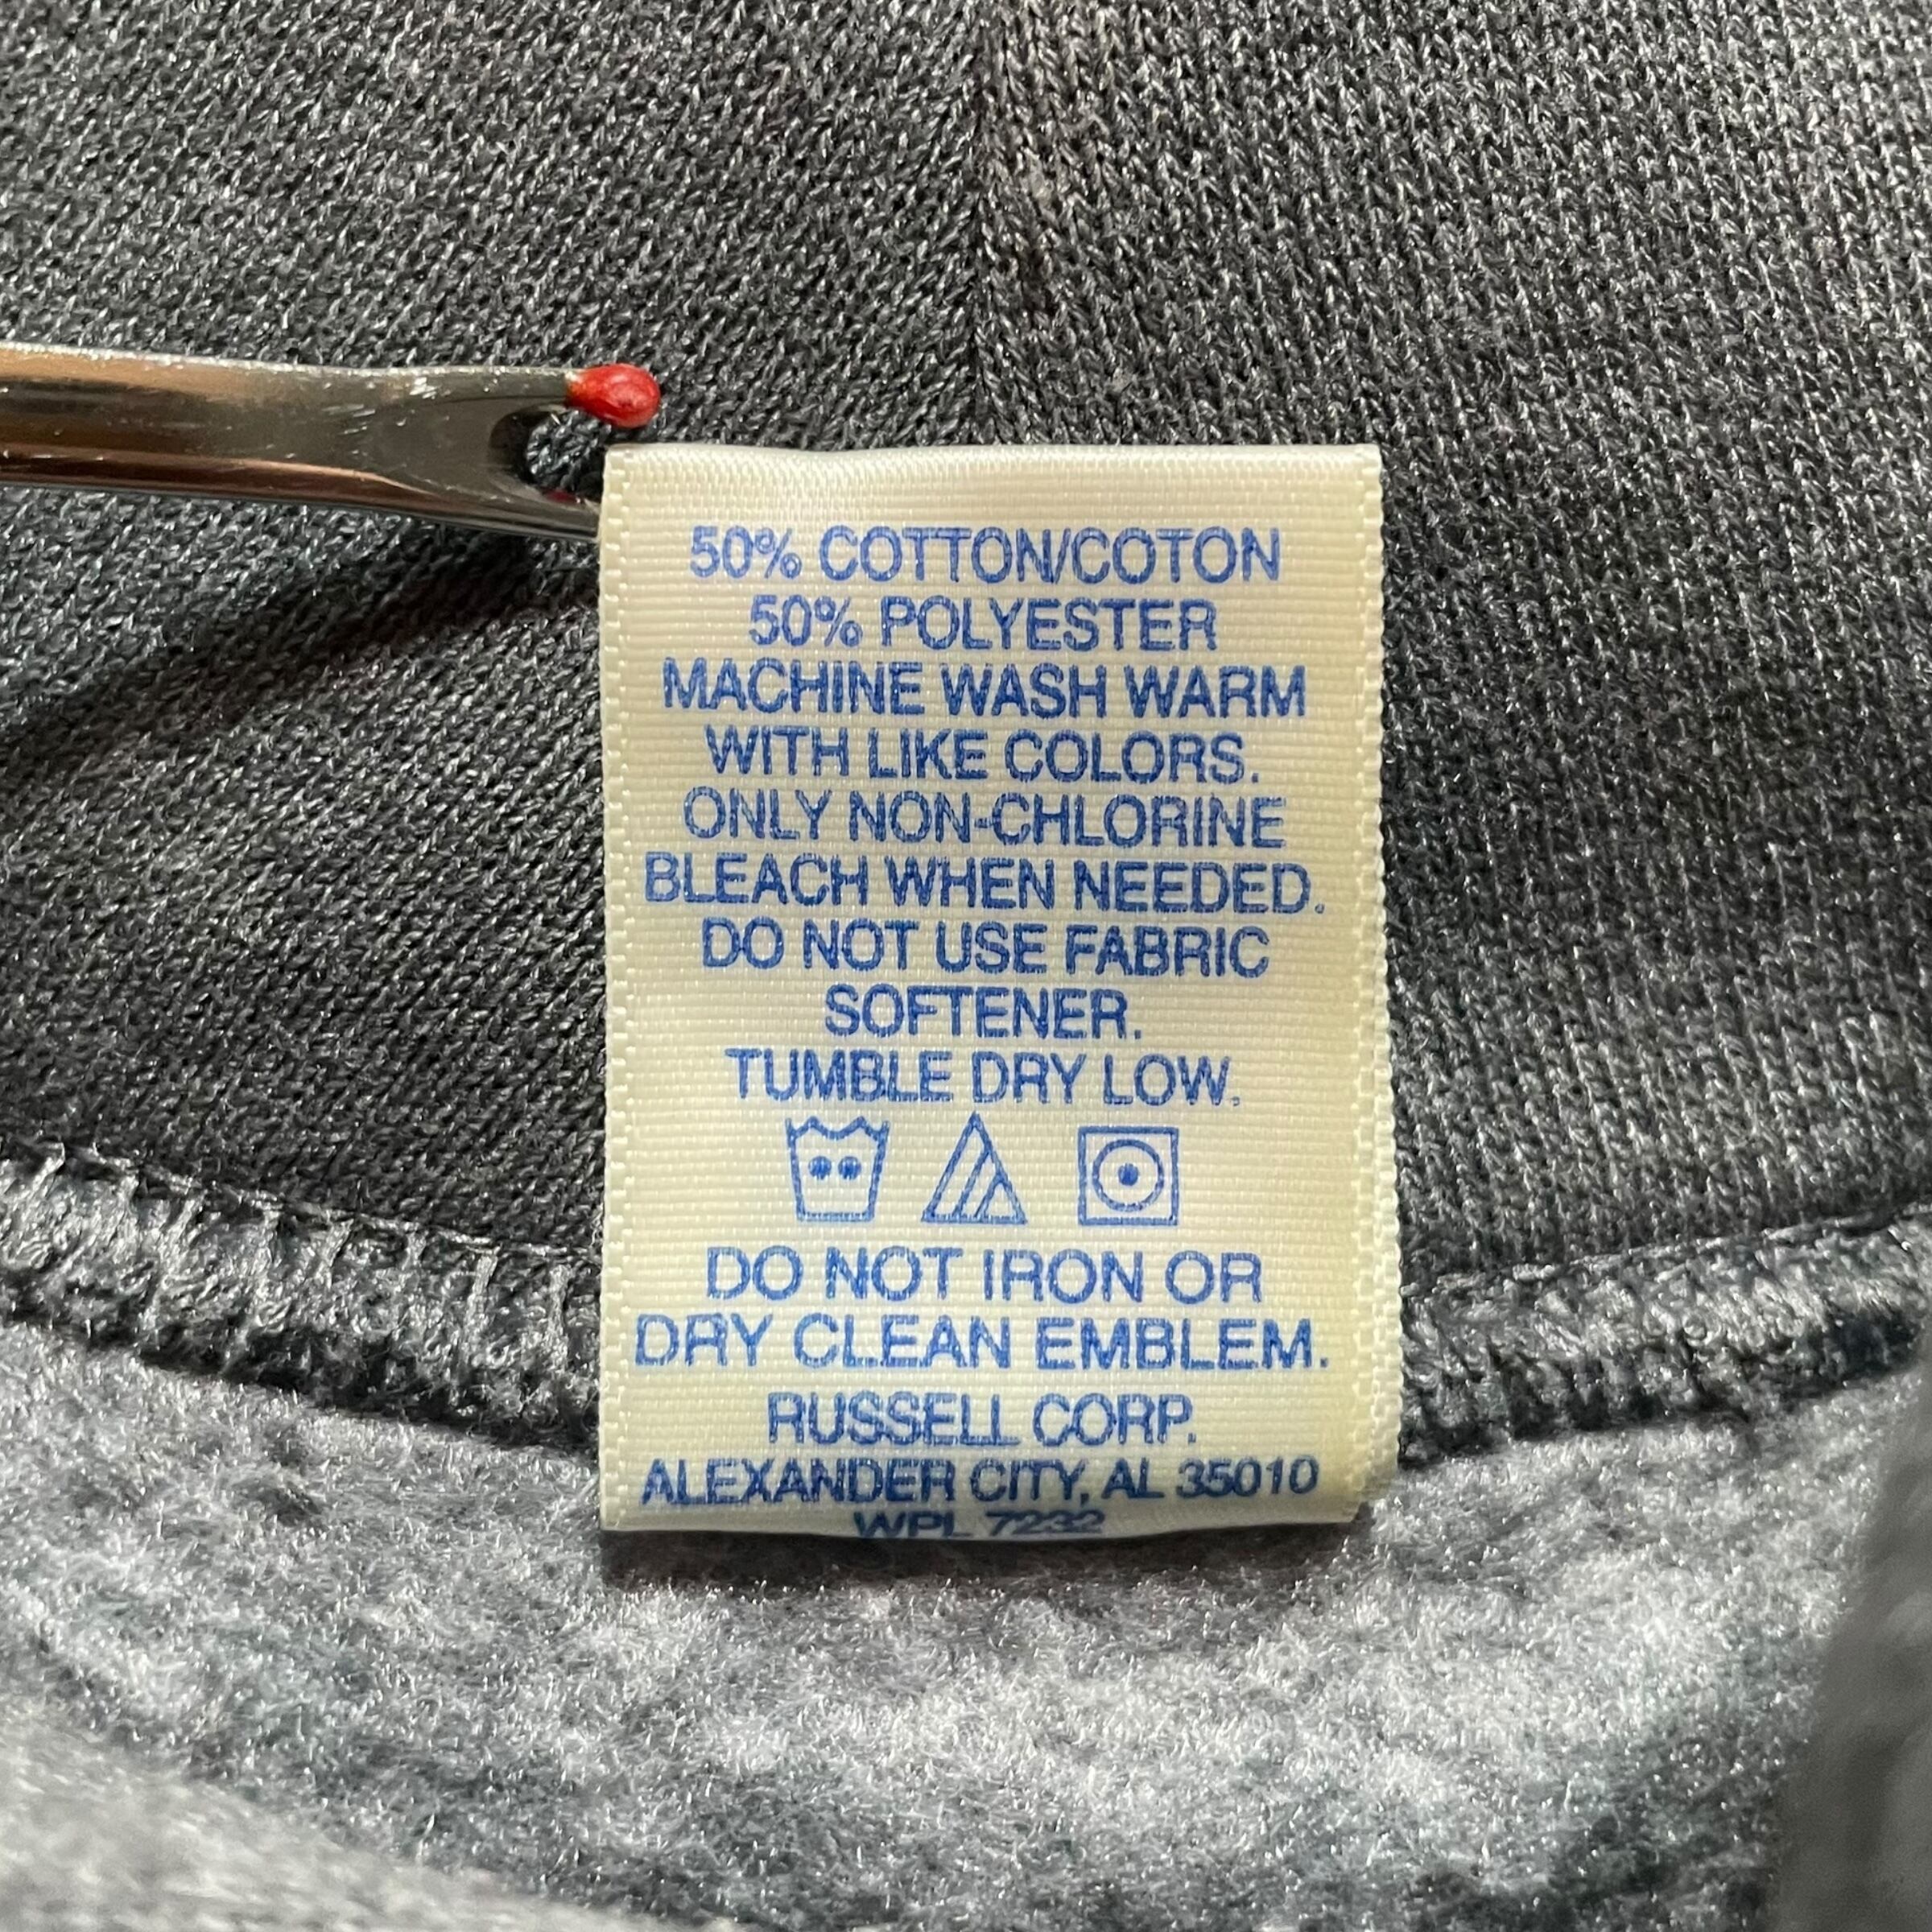 50% COTTON/COTON
50% POLYESTER
MACHINE WASH WARM
WITH LIKE COLORS.
ONLY NON-CHLORINE
BLEACH WHEN NEEDED.
DO NOT USE FABRIC
SOFTENER.
TUMBLE DRY LOW.
DO NOT IRON OR
DRY CLEAN EMBLEM.
RUSSELL CORP.
ALEXANDER CITY, AL 35010
WPL 7232